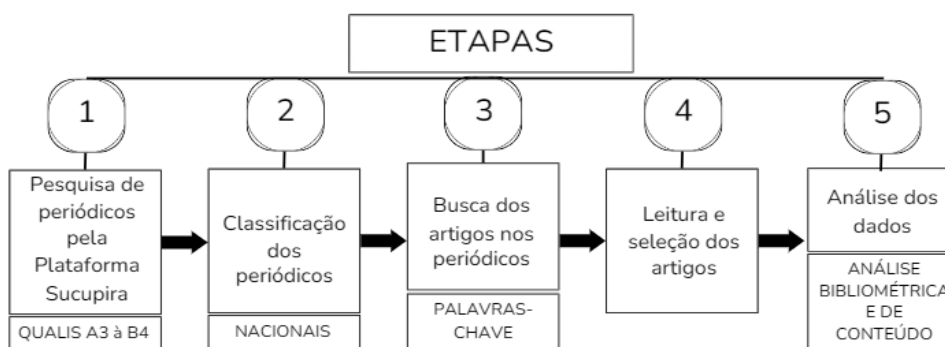 ETAPAS
1
2
3
4
5
Pesquisa de
periódicos
pela
Plataforma
Sucupira
QUALIS A3 à B4
Classificação
dos
periódicos
NACIONAIS
Busca dos
artigos nos
periódicos
PALAVRAS-
CHAVE
Leitura e
seleção dos
artigos
Análise dos
dados
ANÁLISE
BIBLIOMÉTRICA
E DE
CONTEÚDO